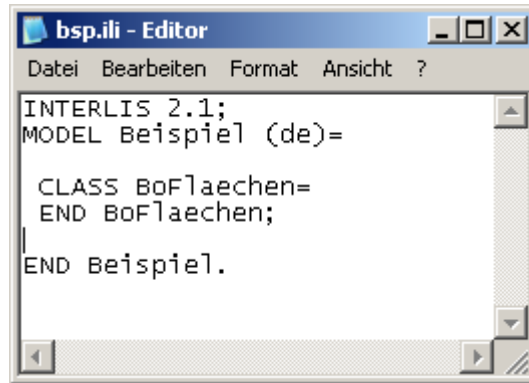 bsp.ili - Editor
Datei Bearbeiten Format Ansicht ?
INTERLIS 2.1;
MODEL Beispiel (de)=
CLASS BoFlaechen=
END BoFlaechen;
END Beispiel.